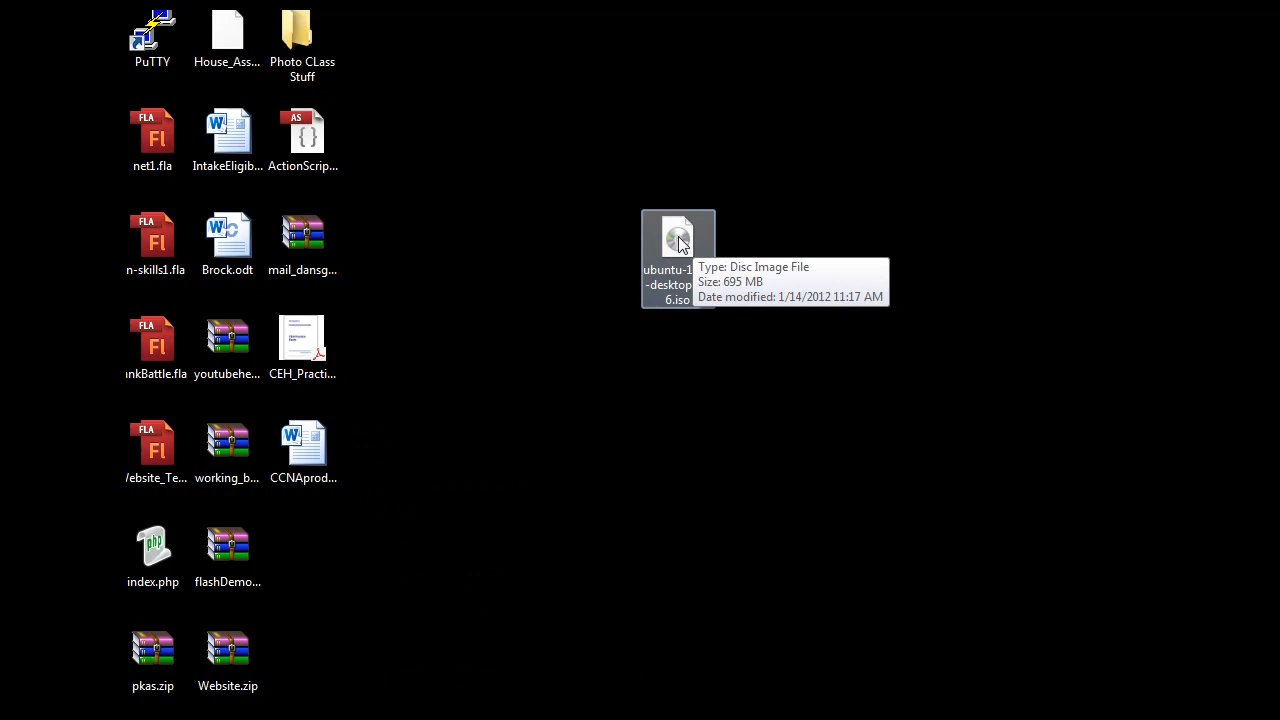 PuTTY
House_Ass...
Photo CLass
Stuff
FLA
Fl
net1.fla
W
IntakeEligib...
AS
{}
ActionScrip...
FLA
Fl
n-skills1.fla
W
Brock.odt
mail_dansg...
ubuntu-1
-desktop
6.iso
Type: Disc Image File
Size: 695 MB
Date modified: 1/14/2012 11:17 AM
FLA
Fl
nkBattle.fla
youtubehe...
CEH_Practi...
FLA
Fl
ebsite_Te...
working_b...
W
CCNAprod...
php
index.php
flashDemo...
pkas.zip
Website.zip